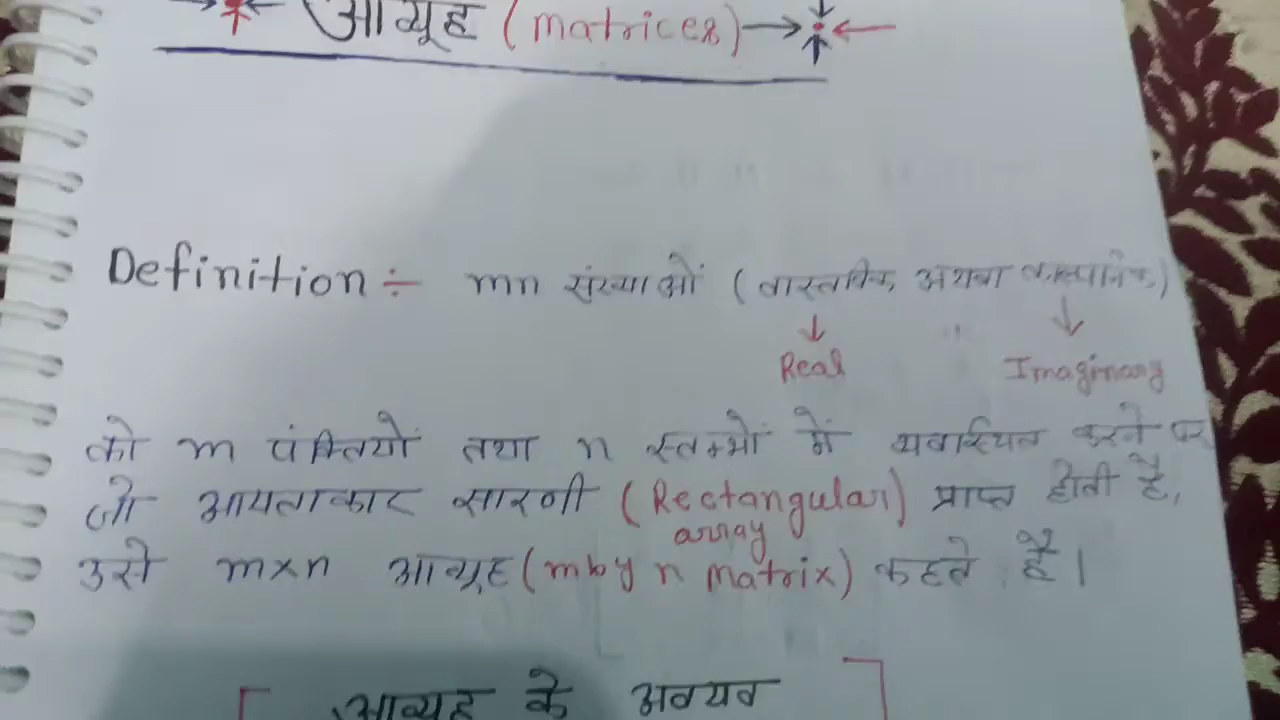 आव्यूह (matrices)
Definition ÷ mn संख्याओं (वास्तविक अथवा काल्पनिक)
Real Imaginary
को m पंक्तियों तथा n स्तम्भों में व्यवस्थित करने पर
जो आयताकार सारणी (Rectangular array) प्राप्त होती है,
उसे m×n आव्यूह (m by n matrix) कहते है।
[ आव्यूह के अवयव ]